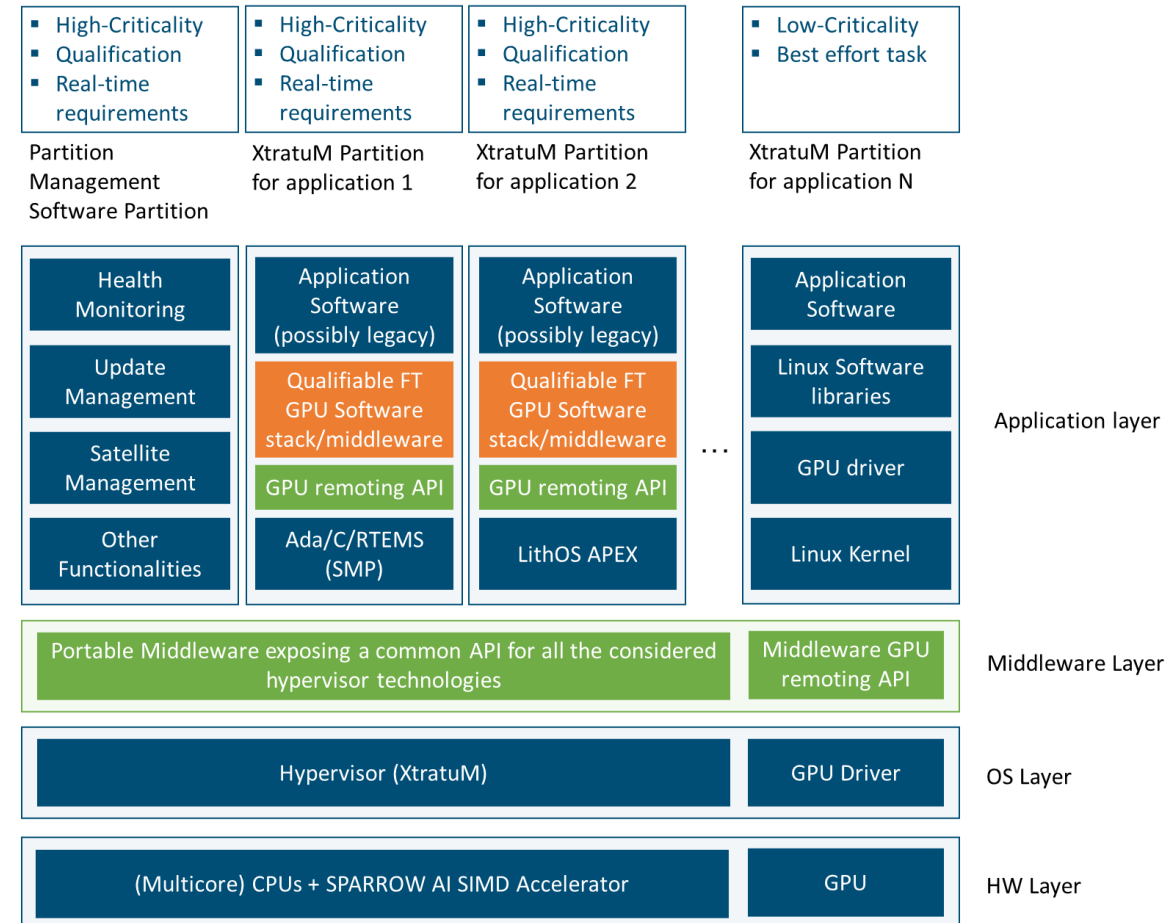 ▪ High-Criticality
▪ Qualification
▪ Real-time
requirements
▪ High-Criticality
▪ Qualification
▪ Real-time
requirements
▪ High-Criticality
▪ Qualification
▪ Real-time
requirements
▪ Low-Criticality
▪ Best effort task
Partition
Management
Software Partition
XtratuM Partition
for application 1
XtratuM Partition
for application 2
XtratuM Partition
for application N
Health
Monitoring
Update
Management
Satellite
Management
Other
Functionalities
Application
Software
(possibly legacy)
Qualifiable FT
GPU Software
stack/middleware
GPU remoting API
Ada/C/RTEMS
(SMP)
Application
Software
(possibly legacy)
Qualifiable FT
GPU Software
stack/middleware
GPU remoting API
LithOS APEX
...
Application
Software
Linux Software
libraries
GPU driver
Linux Kernel
Application layer
Portable Middleware exposing a common API for all the considered
hypervisor technologies
Middleware GPU
remoting API
Middleware Layer
Hypervisor (XtratuM)
GPU Driver
OS Layer
(Multicore) CPUs + SPARROW AI SIMD Accelerator
GPU
HW Layer